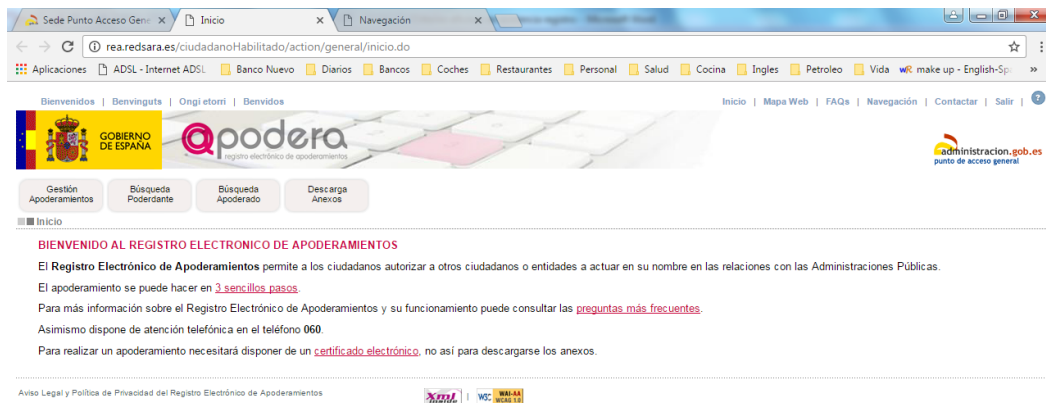 Sede Punto Acceso Gene
Inicio
Navegación
rea.redsara.es/ciudadanoHabilitado/action/general/inicio.do
Aplicaciones ADSL - Internet ADSL Banco Nuevo Diarios Bancos Coches Restaurantes Personal Salud Cocina Ingles Petroleo Vida wR make up - English-Sp »
Bienvenidos | Benvinguts | Ongi etorri | Benvidos
Inicio | Mapa Web | FAQs | Navegación | Contactar | Salir | ?
GOBIERNO
DE ESPAÑA
@podera
registro electrónico de apoderamientos
administracion.gob.es
punto de acceso general
Gestión
Apoderamientos
Búsqueda
Poderdante
Búsqueda
Apoderado
Descarga
Anexos
Inicio
BIENVENIDO AL REGISTRO ELECTRONICO DE APODERAMIENTOS
El Registro Electrónico de Apoderamientos permite a los ciudadanos autorizar a otros ciudadanos o entidades a actuar en su nombre en las relaciones con las Administraciones Públicas.
El apoderamiento se puede hacer en 3 sencillos pasos.
Para más información sobre el Registro Electrónico de Apoderamientos y su funcionamiento puede consultar las preguntas más frecuentes.
Asimismo dispone de atención telefónica en el teléfono 060.
Para realizar un apoderamiento necesitará disponer de un certificado electrónico, no así para descargarse los anexos.
Aviso Legal y Política de Privacidad del Registro Electrónico de Apoderamientos
Xml inside | W3C WAI-AA WCAG 1.0